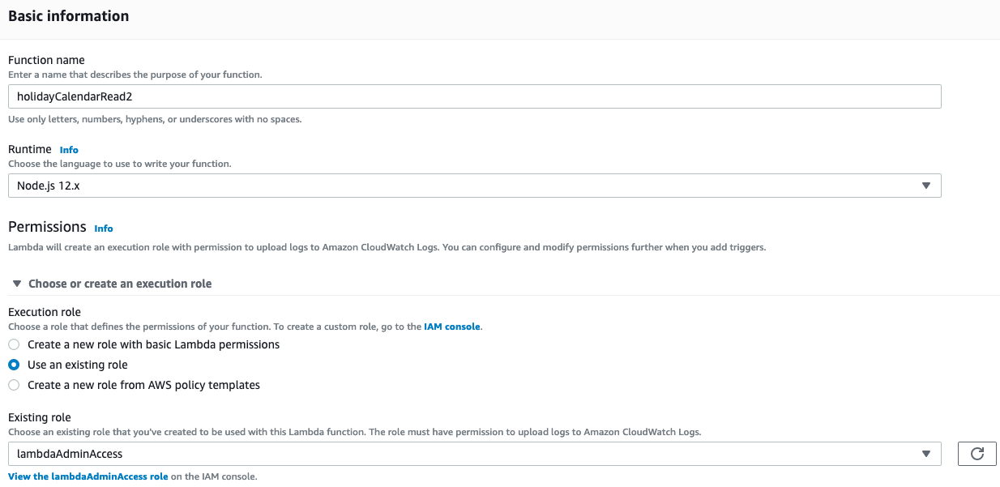 Basic information
Function name
Enter a name that describes the purpose of your function.
holidayCalendarRead2
Use only letters, numbers, hyphens, or underscores with no spaces.
Runtime Info
Choose the language to use to write your function.
Node.js 12.x
Permissions Info
Lambda will create an execution role with permission to upload logs to Amazon CloudWatch Logs. You can configure and modify permissions further when you add triggers.
Choose or create an execution role
Execution role
Choose a role that defines the permissions of your function. To create a custom role, go to the IAM console.
Create a new role with basic Lambda permissions
Use an existing role
Create a new role from AWS policy templates
Existing role
Choose an existing role that you've created to be used with this Lambda function. The role must have permission to upload logs to Amazon CloudWatch Logs.
lambdaAdminAccess
View the lambdaAdminAccess role on the IAM console.